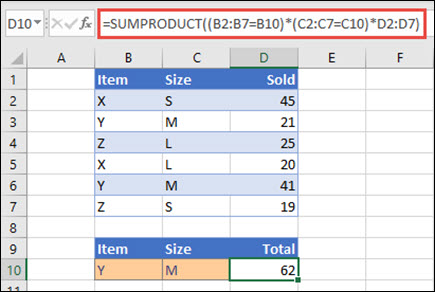 D10 fx =SUMPRODUCT((B2:B7=B10)*(C2:C7=C10)*D2:D7)
A B C D E F
1 Item Size Sold
2 X S 45
3 Y M 21
4 Z L 25
5 X L 20
6 Y M 41
7 Z S 19
8
9 Item Size Total
10 Y M 62